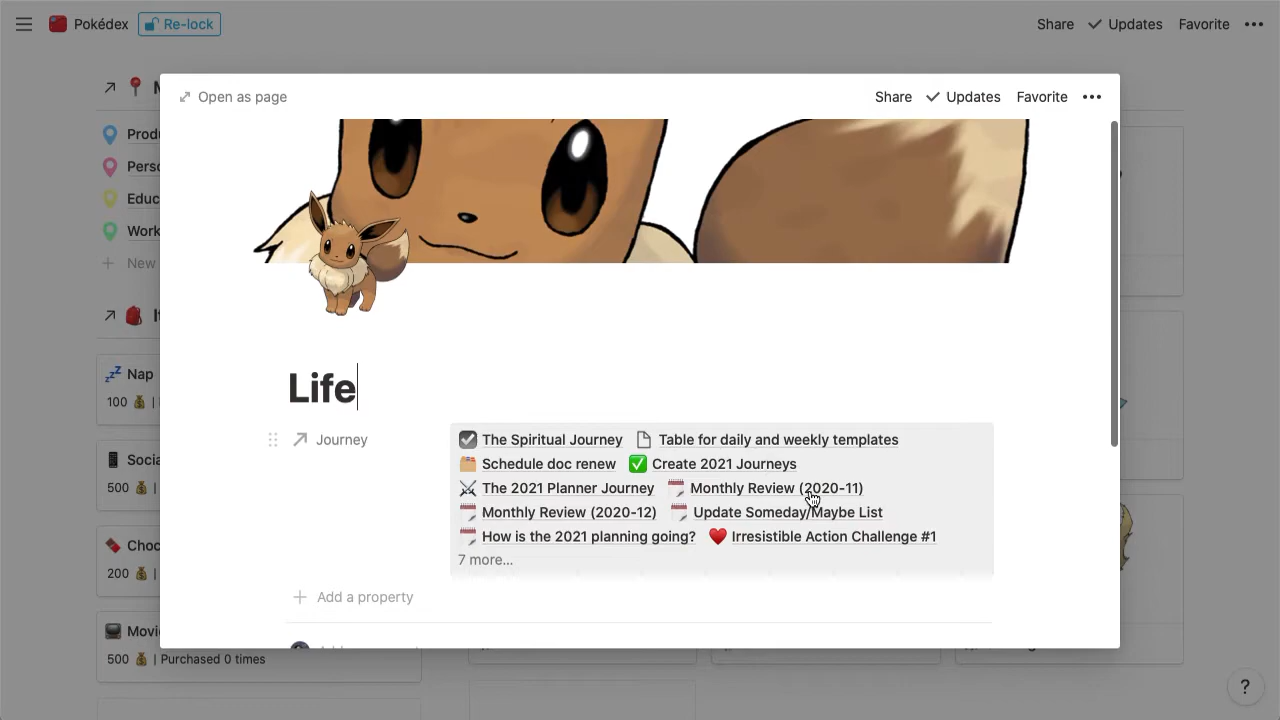 Pokédex Re-lock Share Updates Favorite
Open as page Share Updates Favorite
Produ
Perso
Educ
Work
New
Life
Journey
The Spiritual Journey Table for daily and weekly templates
Schedule doc renew Create 2021 Journeys
The 2021 Planner Journey Monthly Review (2020-11)
Monthly Review (2020-12) Update Someday/Maybe List
How is the 2021 planning going? Irresistible Action Challenge #1
7 more...
Add a property
Nap
100
Socia
500
Choc
200
Movi
500 | Purchased 0 times
?